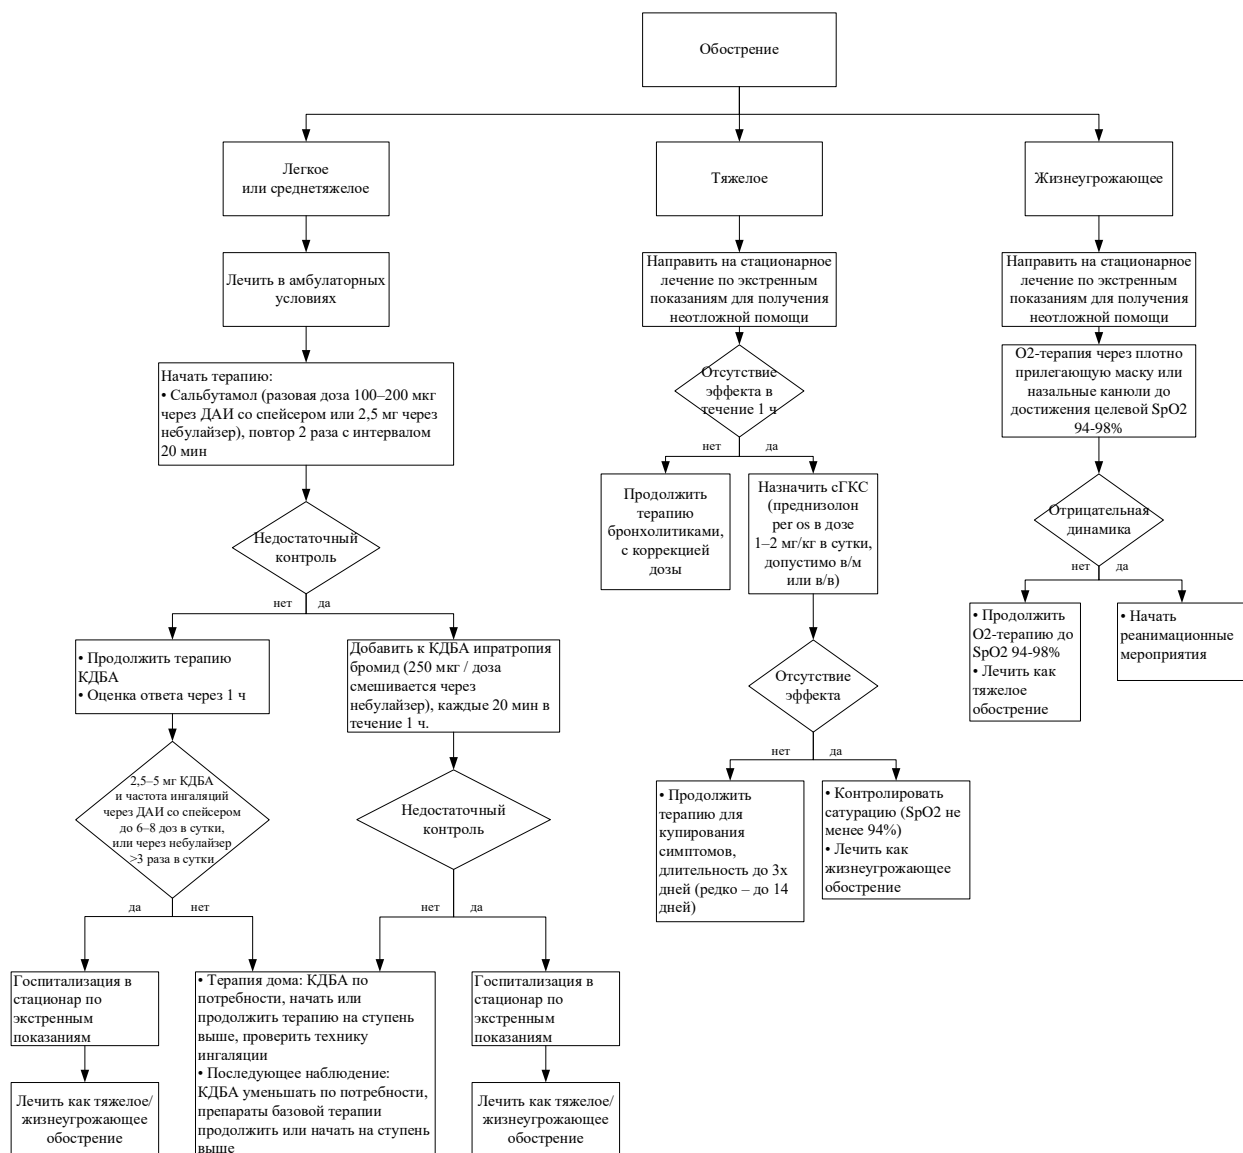 Обострение
Легкое
или среднетяжелое
Тяжелое
Жизнеугрожающее
Лечить в амбулаторных
условиях
Направить на стационарное
лечение по экстренным
показаниям для получения
неотложной помощи
Направить на стационарное
лечение по экстренным
показаниям для получения
неотложной помощи
Начать терапию:
• Сальбутамол (разовая доза 100–200 мкг
через ДАИ со спейсером или 2,5 мг через
небулайзер), повтор 2 раза с интервалом
20 мин
Отсутствие
эффекта в
течение 1 ч
О2-терапия через плотно
прилегающую маску или
назальные канюли до
достижения целевой SpO2
94-98%
нет
да
Продолжить
терапию
бронхолитиками,
с коррекцией
дозы
Назначить сГКС
(преднизолон
per os в дозе
1–2 мг/кг в сутки,
допустимо в/м
или в/в)
Отрицательная
динамика
Недостаточный
контроль
нет
да
нет
да
• Продолжить
О2-терапию до
SpO2 94-98%
• Лечить как
тяжелое
обострение
• Начать
реанимационные
мероприятия
• Продолжить терапию
КДБА
• Оценка ответа через 1 ч
Добавить к КДБА ипратропия
бромид (250 мкг / доза
смешивается через
небулайзер), каждые 20 мин в
течение 1 ч.
Отсутствие
эффекта
нет
да
2,5–5 мг КДБА
и частота ингаляций
через ДАИ со спейсером
до 6–8 доз в сутки,
или через небулайзер
>3 раза в сутки
Недостаточный
контроль
• Продолжить
терапию для
купирования
симптомов,
длительность до 3х
дней (редко – до 14
дней)
• Контролировать
сатурацию (SpO2 не
менее 94%)
• Лечить как
жизнеугрожающее
обострение
да
нет
нет
да
Госпитализация в
стационар по
экстренным
показаниям
• Терапия дома: КДБА по
потребности, начать или
продолжить терапию на ступень
выше, проверить технику
ингаляции
• Последующее наблюдение:
КДБА уменьшать по потребности,
препараты базовой терапии
продолжить или начать на ступень
выше
Госпитализация в
стационар по
экстренным
показаниям
Лечить как тяжелое/
жизнеугрожающее
обострение
Лечить как тяжелое/
жизнеугрожающее
обострение